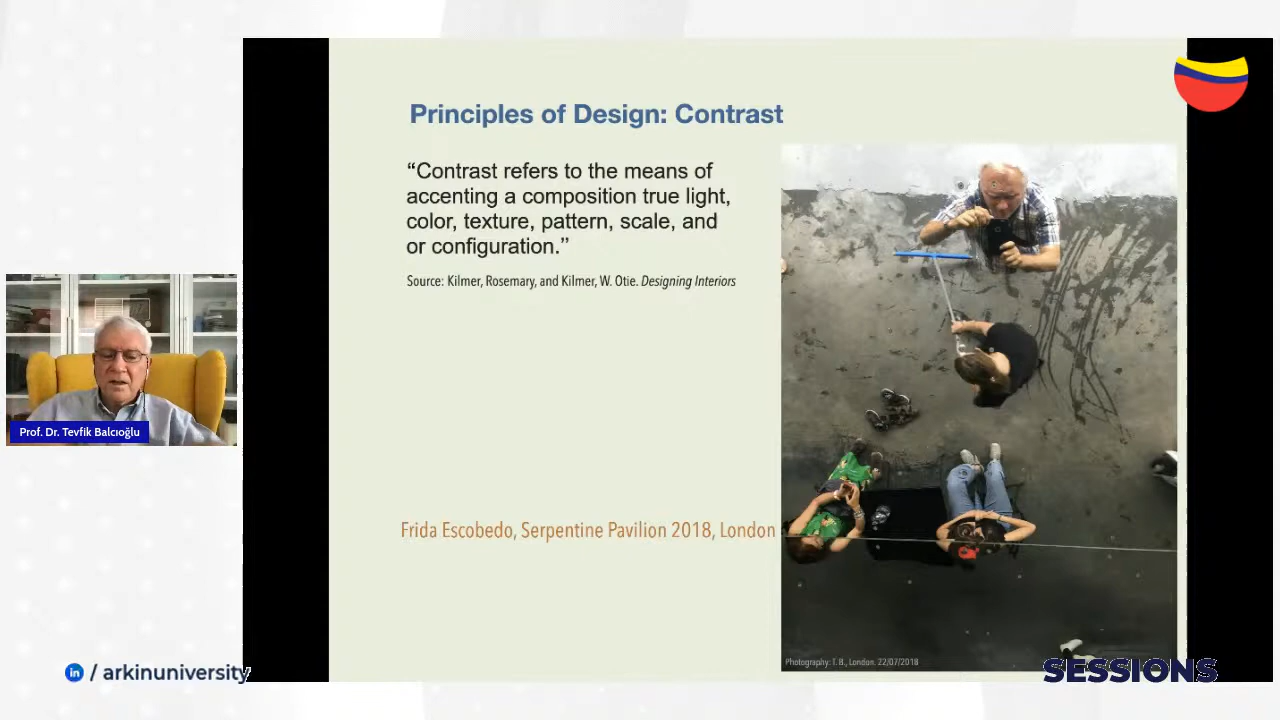 Principles of Design: Contrast
“Contrast refers to the means of
accenting a composition true light,
color, texture, pattern, scale, and
or configuration.”
Source: Kilmer, Rosemary, and Kilmer, W. Otie. Designing Interiors
Prof. Dr. Tevfik Balcıoğlu
Frida Escobedo, Serpentine Pavilion 2018, London
Photography: T. B., London. 22/07/2018
in / arkinuniversity
SESSIONS